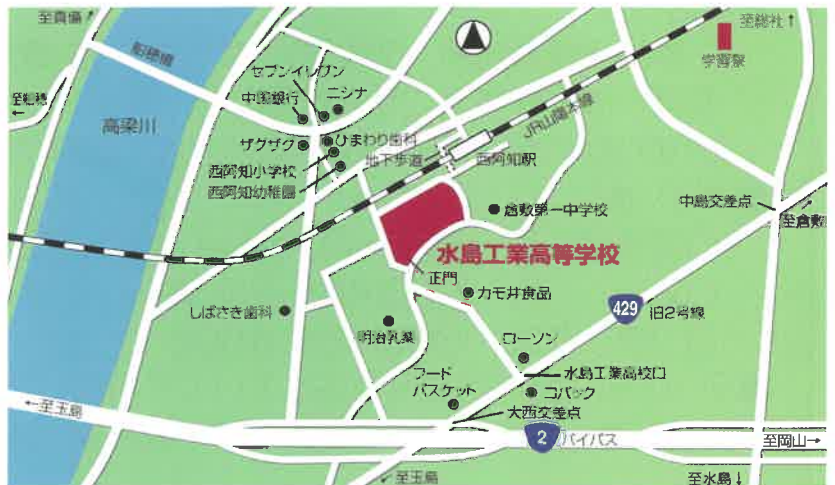 至真備
至総社↑
船穂橋
学習寮
セブンイレブン
中国銀行
ニシナ
至船穂
←
高梁川
ザグザグ
ひまわり歯科
地下歩道
JR山陽本線
西阿知小学校
西阿知駅
西阿知幼稚園
倉敷第一中学校
中島交差点
至倉敷
水島工業高等学校
正門
カモ井食品
しばさき歯科
429
旧2号線
明治乳業
ローソン
フード
バスケット
水島工業高校口
コバック
←至玉島
大西交差点
2
バイパス
至岡山→
至玉島
至水島↓